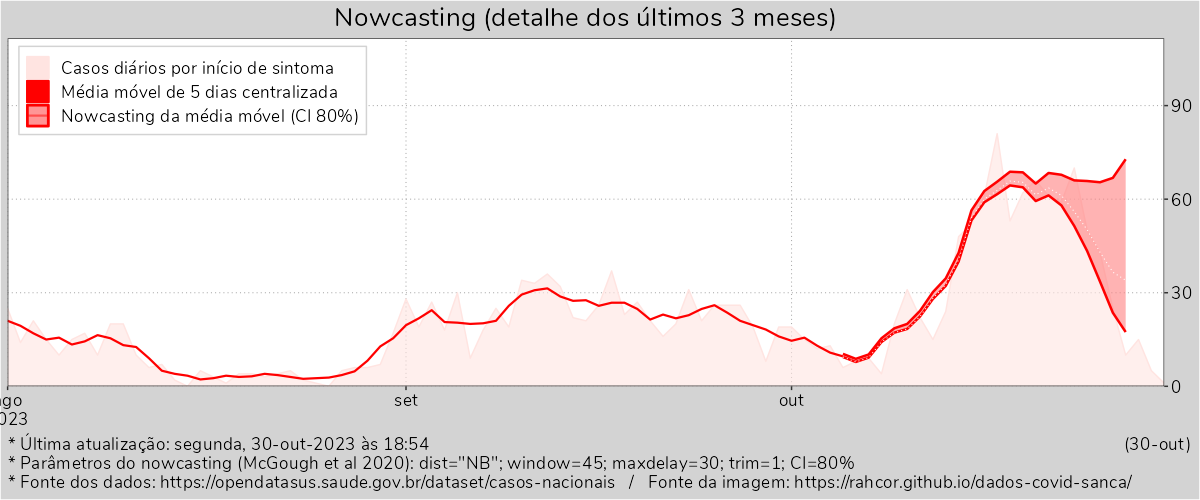 Nowcasting (detalhe dos últimos 3 meses)
Casos diários por início de sintoma
Média móvel de 5 dias centralizada
Nowcasting da média móvel (CI 80%)
90
60
30
0
ago
set
out
2023
* Última atualização: segunda, 30-out-2023 às 18:54
(30-out)
* Parâmetros do nowcasting (McGough et al 2020): dist="NB"; window=45; maxdelay=30; trim=1; CI=80%
* Fonte dos dados: https://opendatasus.saude.gov.br/dataset/casos-nacionais / Fonte da imagem: https://rahcor.github.io/dados-covid-sanca/